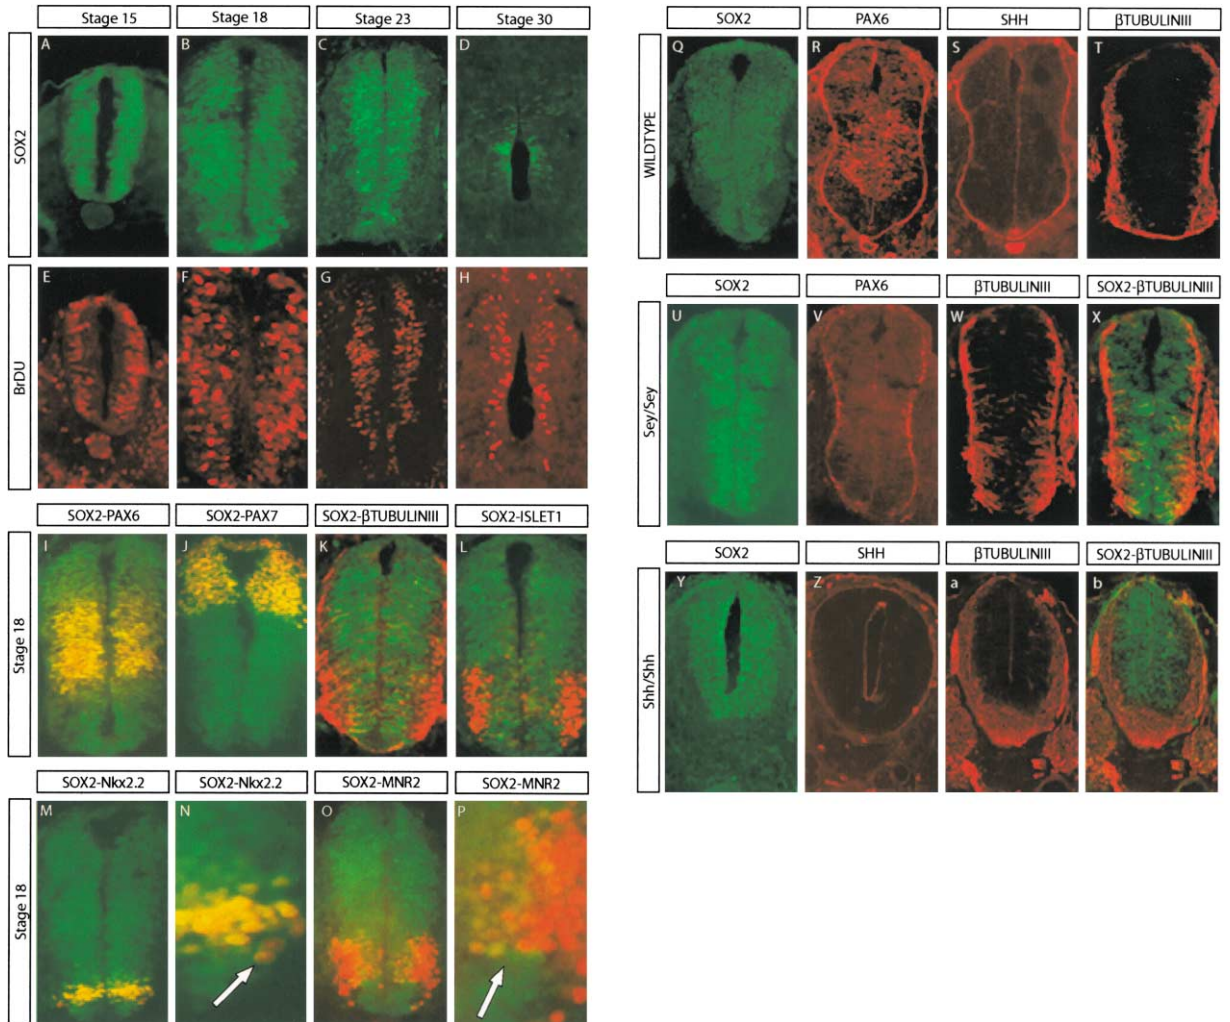 Stage 15 Stage 18 Stage 23 Stage 30
SOX2
A B C D
BrDU
E F G H
SOX2-PAX6 SOX2-PAX7 SOX2-βTUBULINIII SOX2-ISLET1
Stage 18
I J K L
SOX2-Nkx2.2 SOX2-Nkx2.2 SOX2-MNR2 SOX2-MNR2
Stage 18
M N O P
SOX2 PAX6 SHH βTUBULINIII
WILDTYPE
Q R S T
SOX2 PAX6 βTUBULINIII SOX2-βTUBULINIII
Sey/Sey
U V W X
SOX2 SHH βTUBULINIII SOX2-βTUBULINIII
Shh/Shh
Y Z a b